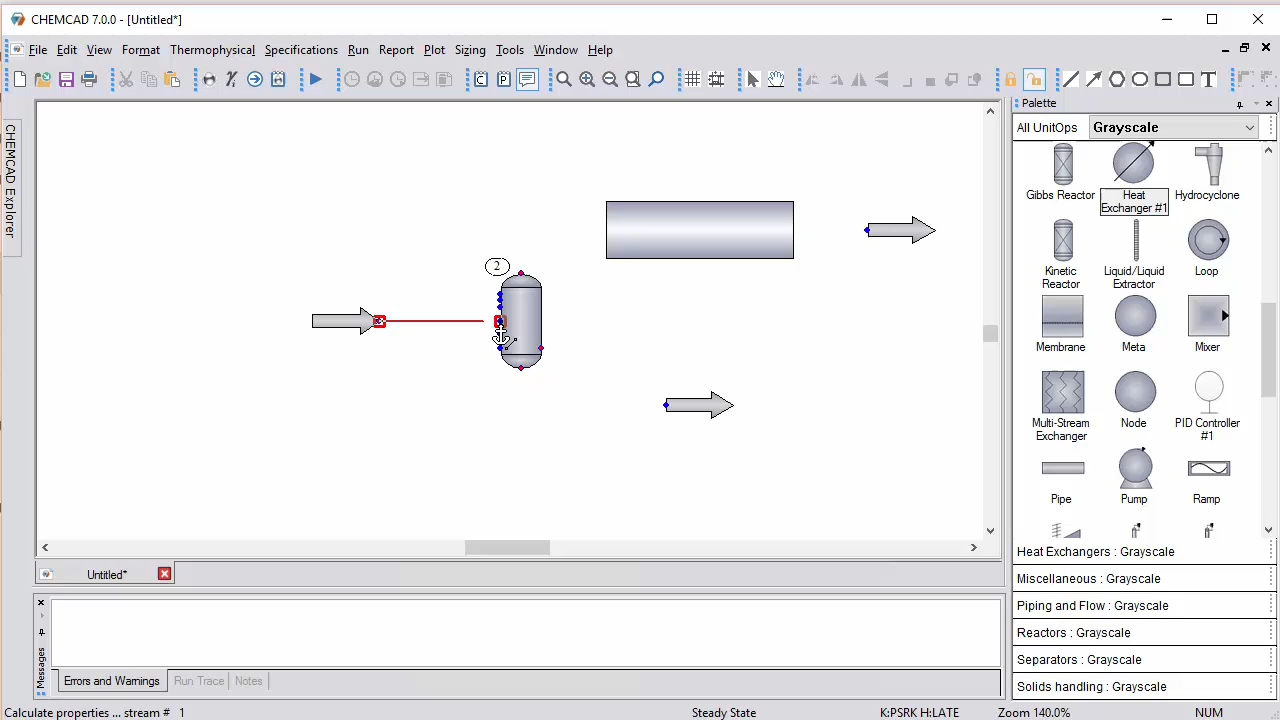 CHEMCAD 7.0.0 - [Untitled*]
File Edit View Format Thermophysical Specifications Run Report Plot Sizing Tools Window Help
Palette
All UnitOps Grayscale
CHEMCAD Explorer
Gibbs Reactor
Heat Exchanger #1
Hydrocyclone
Kinetic Reactor
Liquid/Liquid Extractor
Loop
Membrane
Meta
Mixer
Multi-Stream Exchanger
Node
PID Controller #1
Pipe
Pump
Ramp
2
Heat Exchangers : Grayscale
Miscellaneous : Grayscale
Piping and Flow : Grayscale
Reactors : Grayscale
Separators : Grayscale
Solids handling : Grayscale
Untitled*
Messages
Errors and Warnings Run Trace Notes
Calculate properties ... stream # 1 Steady State K:PSRK H:LATE Zoom 140.0% NUM